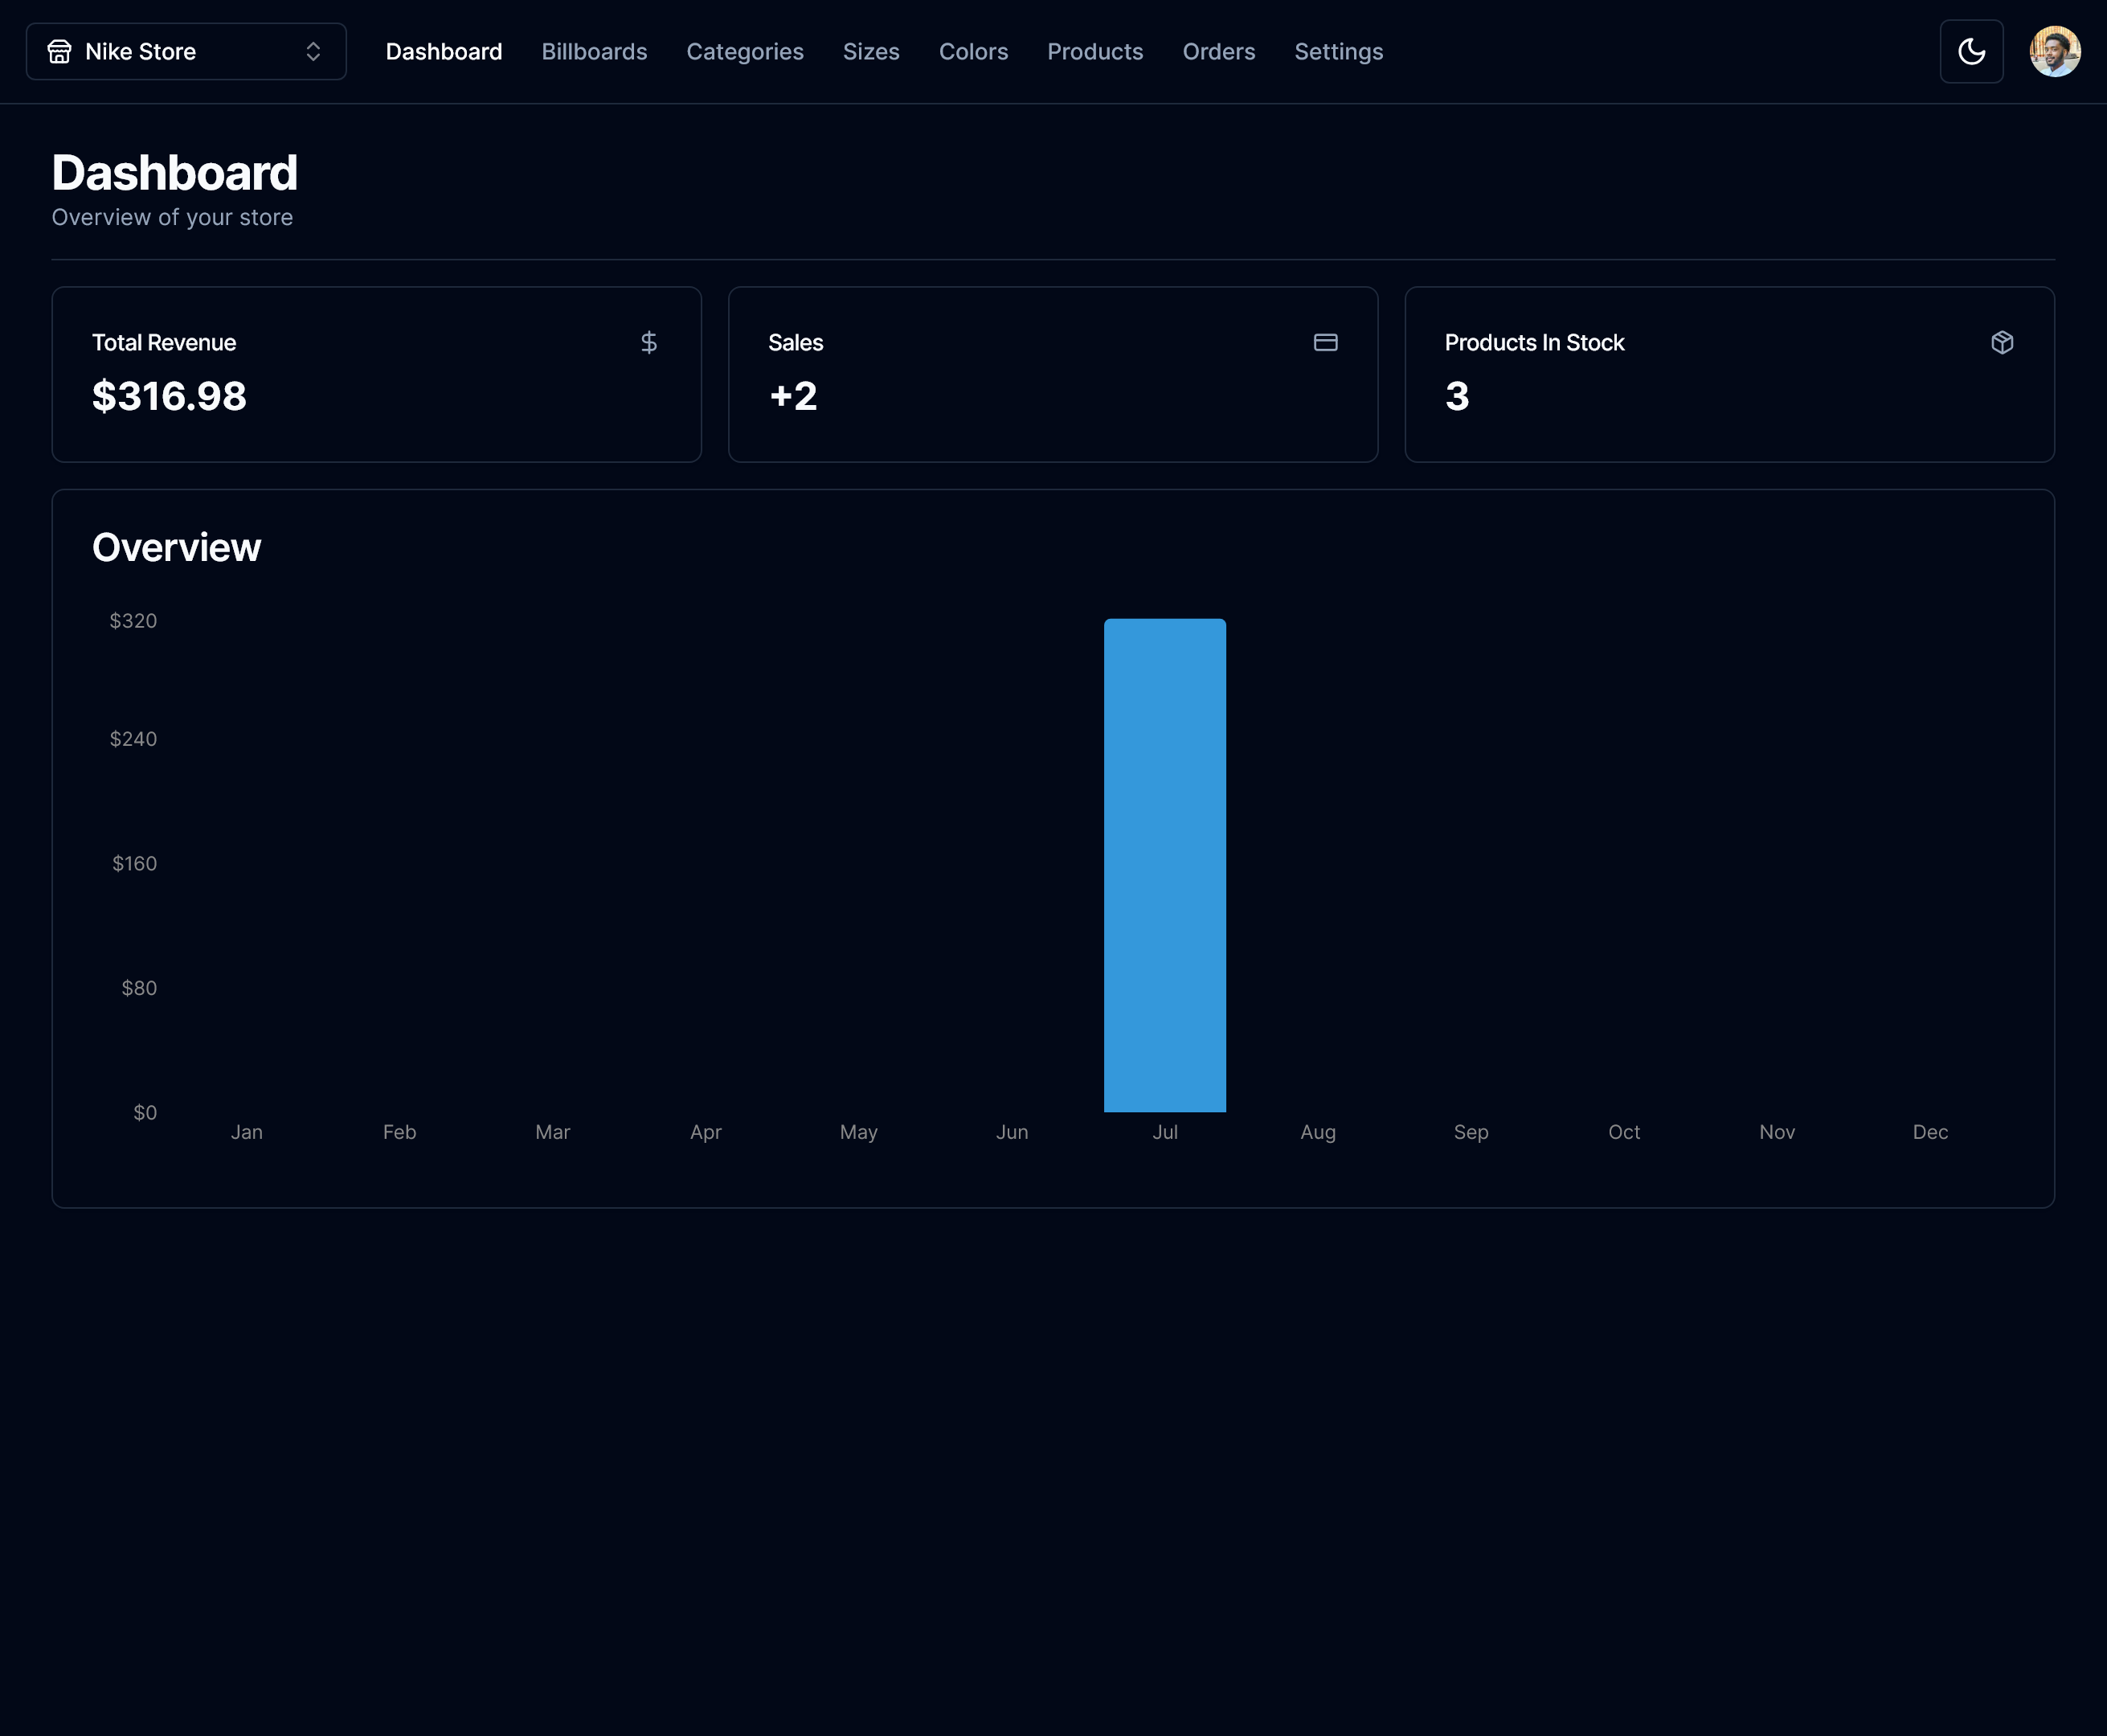 Nike Store Dashboard Billboards Categories Sizes Colors Products Orders Settings
Dashboard
Overview of your store
Total Revenue
$316.98
Sales
+2
Products In Stock
3
Overview
$320
$240
$160
$80
$0
Jan Feb Mar Apr May Jun Jul Aug Sep Oct Nov Dec